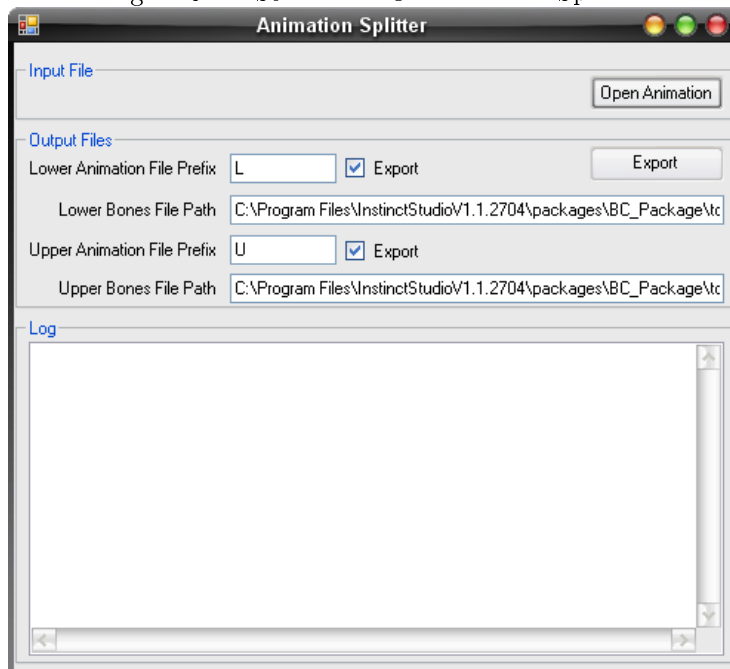 Animation Splitter
Input File
Open Animation
Output Files
Lower Animation File Prefix L Export Export
Lower Bones File Path C:\Program Files\InstinctStudioV1.1.2704\packages\BC_Package\tc
Upper Animation File Prefix U Export
Upper Bones File Path C:\Program Files\InstinctStudioV1.1.2704\packages\BC_Package\tc
Log